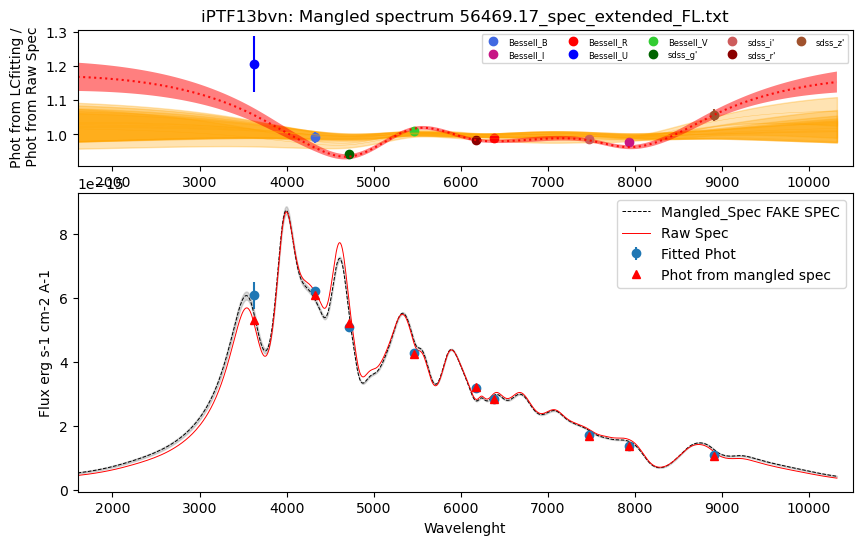 iPTF13bvn: Mangled spectrum 56469.17_spec_extended_FL.txt
Phot from LCfitting /
Phot from Raw Spec
1.3
1.2
1.1
1.0
Bessell_B
Bessell_R
Bessell_V
sdss_i'
sdss_z'
Bessell_I
Bessell_U
sdss_g'
sdss_r'
2000
3000
4000
5000
6000
7000
8000
9000
10000
1e−15
Flux erg s-1 cm-2 A-1
8
6
4
2
0
Mangled_Spec FAKE SPEC
Raw Spec
Fitted Phot
Phot from mangled spec
2000
3000
4000
5000
6000
7000
8000
9000
10000
Wavelenght